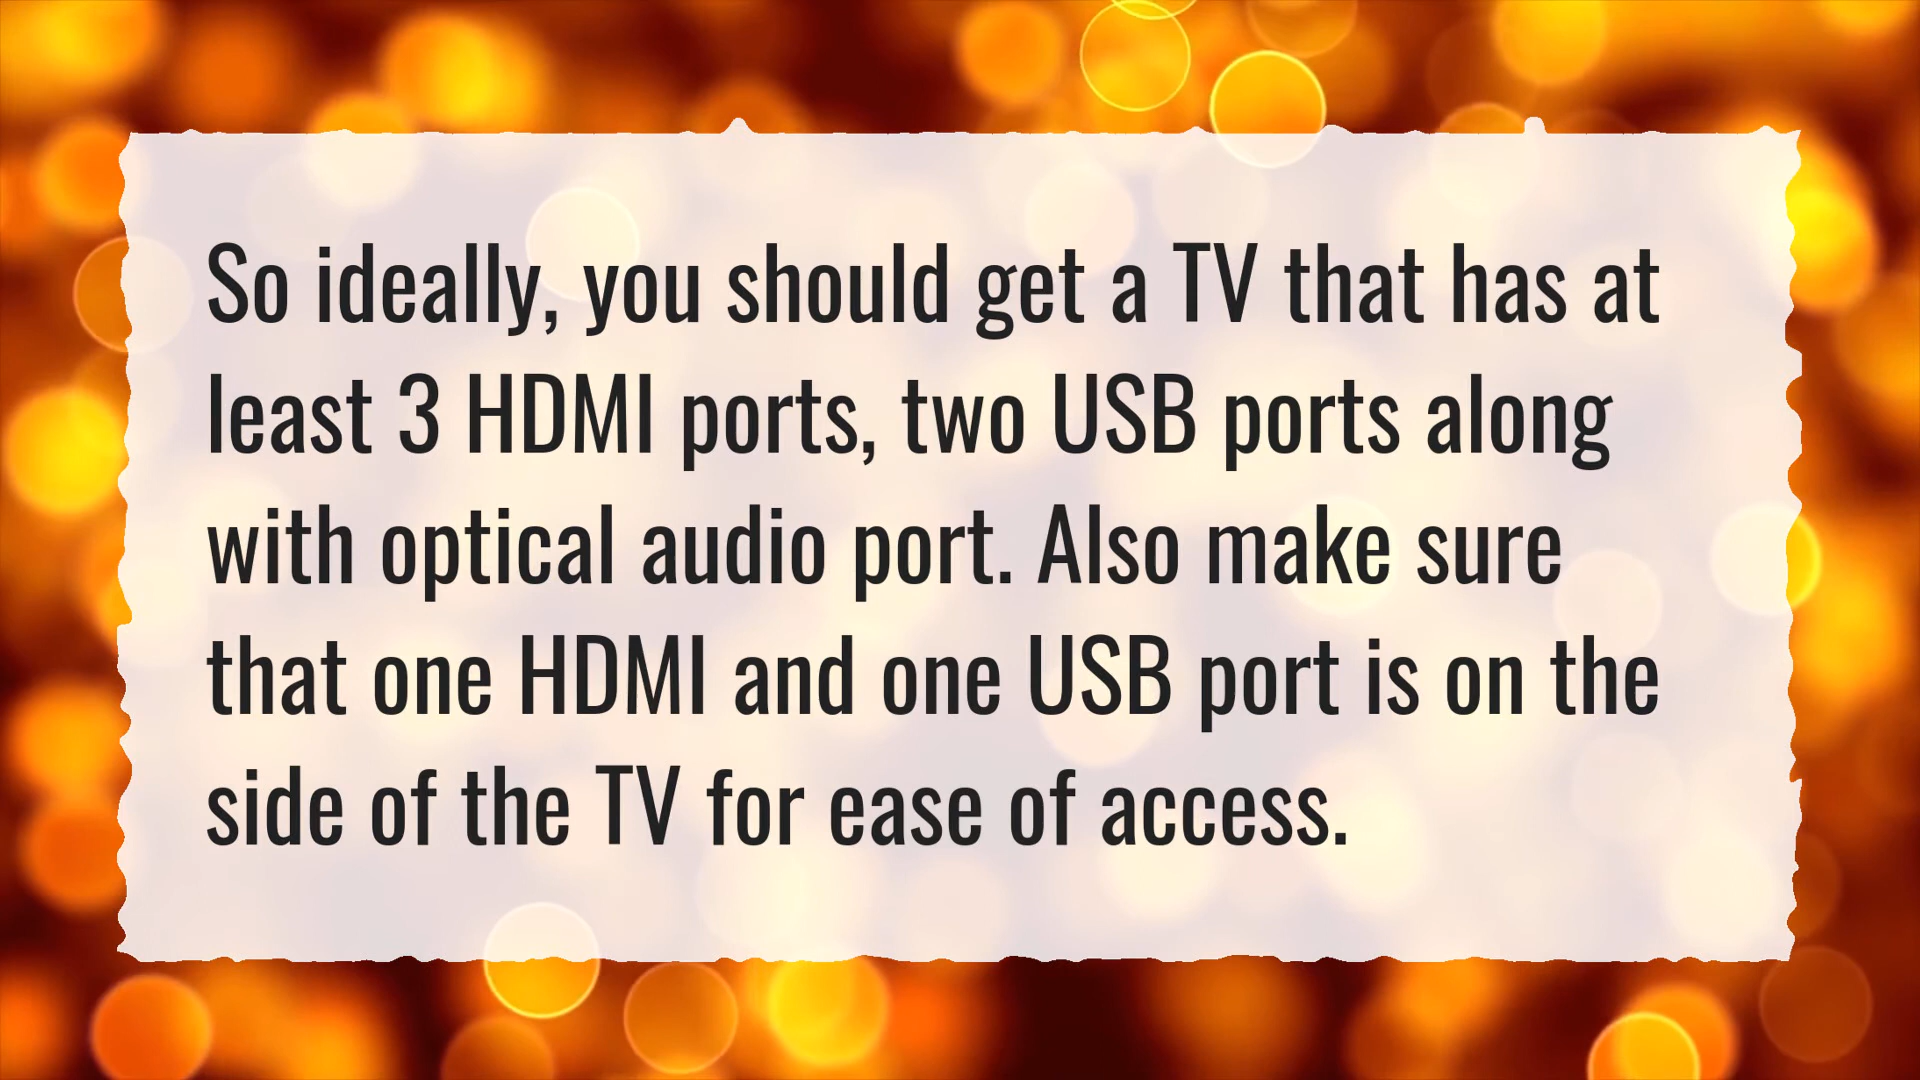 So ideally, you should get a TV that has at
least 3 HDMI ports, two USB ports along
with optical audio port. Also make sure
that one HDMI and one USB port is on the
side of the TV for ease of access.